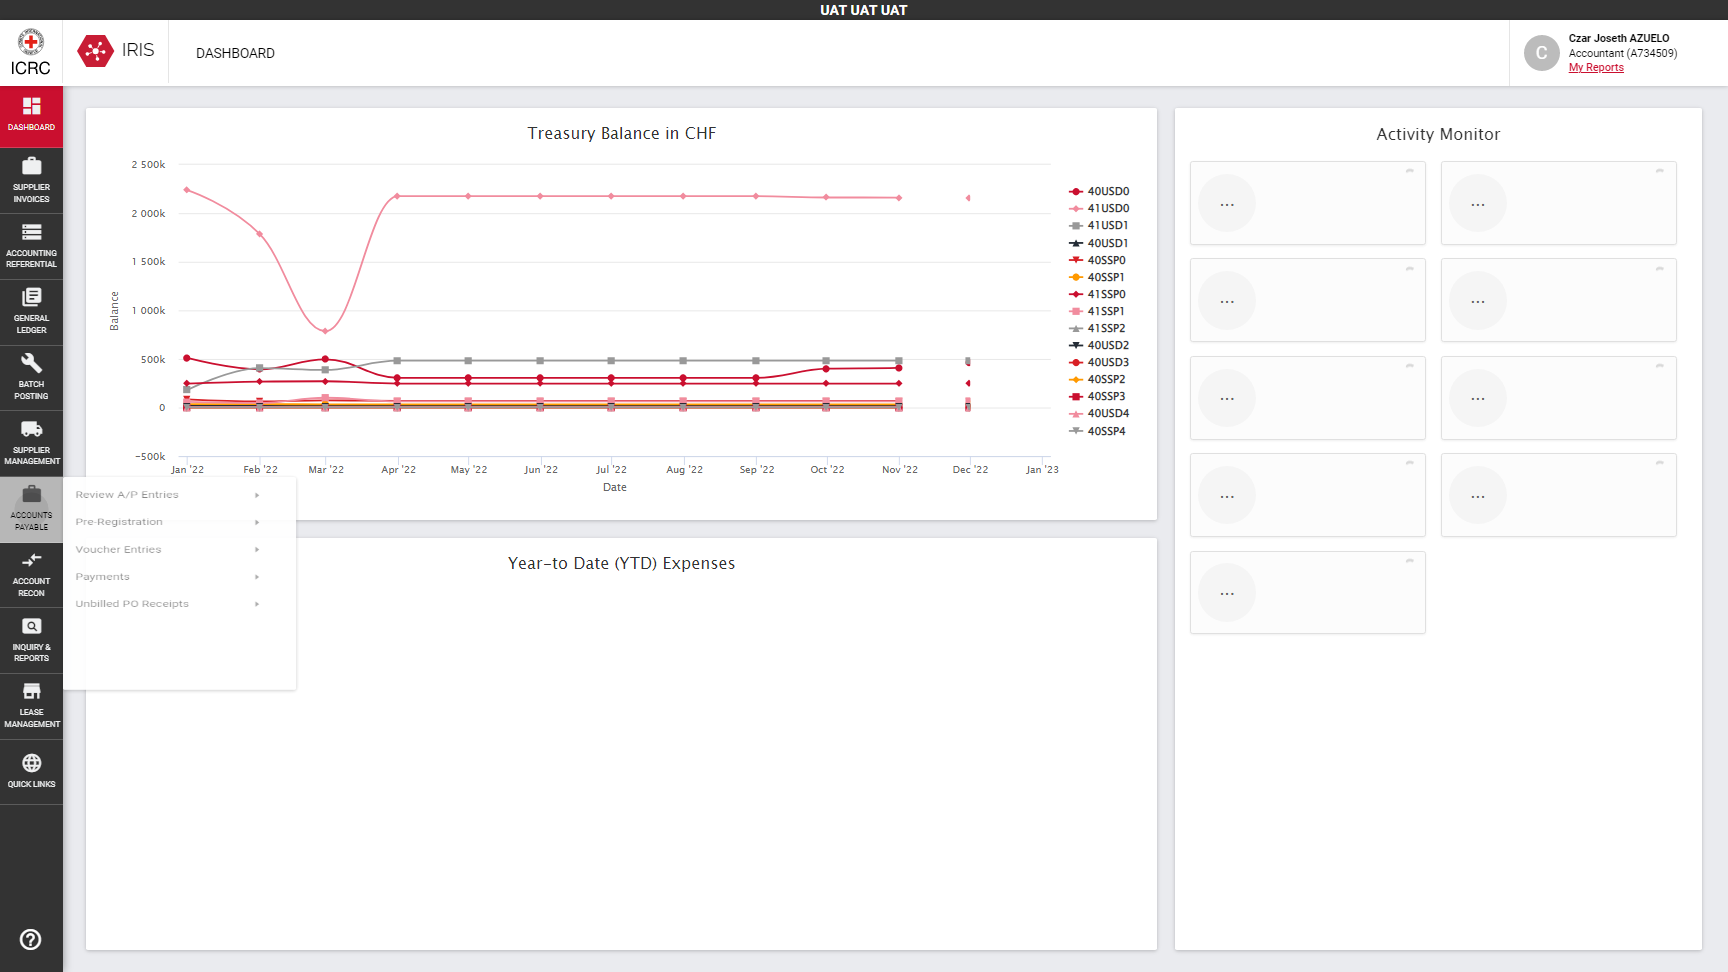 UAT UAT UAT
ICRC
IRIS
DASHBOARD
C
Czar Joseth AZUELO
Accountant (A734509)
My Reports
DASHBOARD
SUPPLIER
INVOICES
ACCOUNTING
REFERENTIAL
GENERAL
LEDGER
BATCH
POSTING
SUPPLIER
MANAGEMENT
ACCOUNTS
PAYABLE
ACCOUNT
RECON
INQUIRY &
REPORTS
LEASE
MANAGEMENT
QUICK LINKS
Review A/P Entries
Pre-Registration
Voucher Entries
Payments
Unbilled PO Receipts
Treasury Balance in CHF
Balance
2 500k
2 000k
1 500k
1 000k
500k
0
-500k
Jan '22
Feb '22
Mar '22
Apr '22
May '22
Jun '22
Jul '22
Aug '22
Sep '22
Oct '22
Nov '22
Dec '22
Jan '23
Date
40USD0
41USD0
41USD1
40USD1
40SSP0
40SSP1
41SSP0
41SSP1
41SSP2
40USD2
40USD3
40SSP2
40SSP3
40USD4
40SSP4
Year-to Date (YTD) Expenses
Activity Monitor
...
...
...
...
...
...
...
...
...